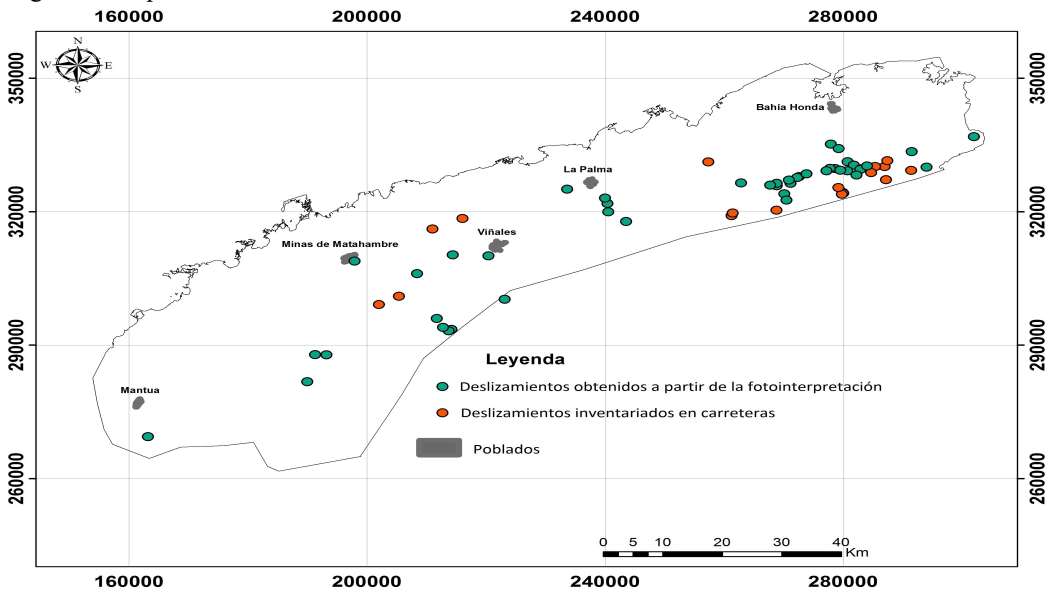 160000 200000 240000 280000
N
W E
S
350000 350000
Bahía Honda
La Palma
320000 320000
Viñales
Minas de Matahambre
290000 290000
Leyenda
Mantua
Deslizamientos obtenidos a partir de la fotointerpretación
Deslizamientos inventariados en carreteras
Poblados
260000 260000
0 5 10 20 30 40
Km
160000 200000 240000 280000